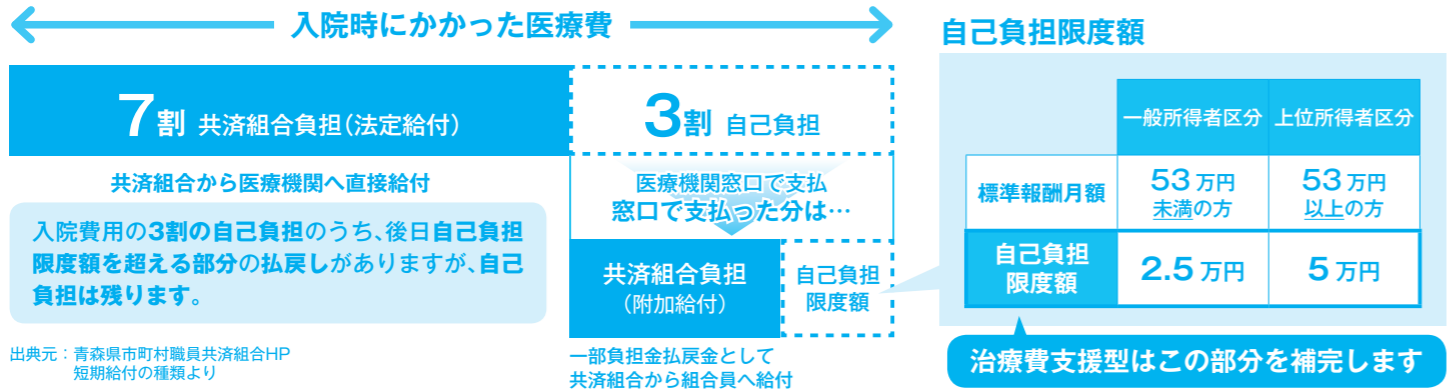 入院時にかかった医療費
7割 共済組合負担(法定給付)
3割 自己負担
共済組合から医療機関へ直接給付
入院費用の3割の自己負担のうち、後日自己負担
限度額を超える部分の払戻しがありますが、自己
負担は残ります。
出典元:青森県市町村職員共済組合HP
短期給付の種類より
医療機関窓口で支払
窓口で支払った分は…
共済組合負担
(附加給付)
自己負担
限度額
一部負担金払戻金として
共済組合から組合員へ給付
自己負担限度額
一般所得者区分 上位所得者区分
標準報酬月額 53万円 53万円
未満の方 以上の方
自己負担
限度額 2.5万円 5万円
治療費支援型はこの部分を補完します